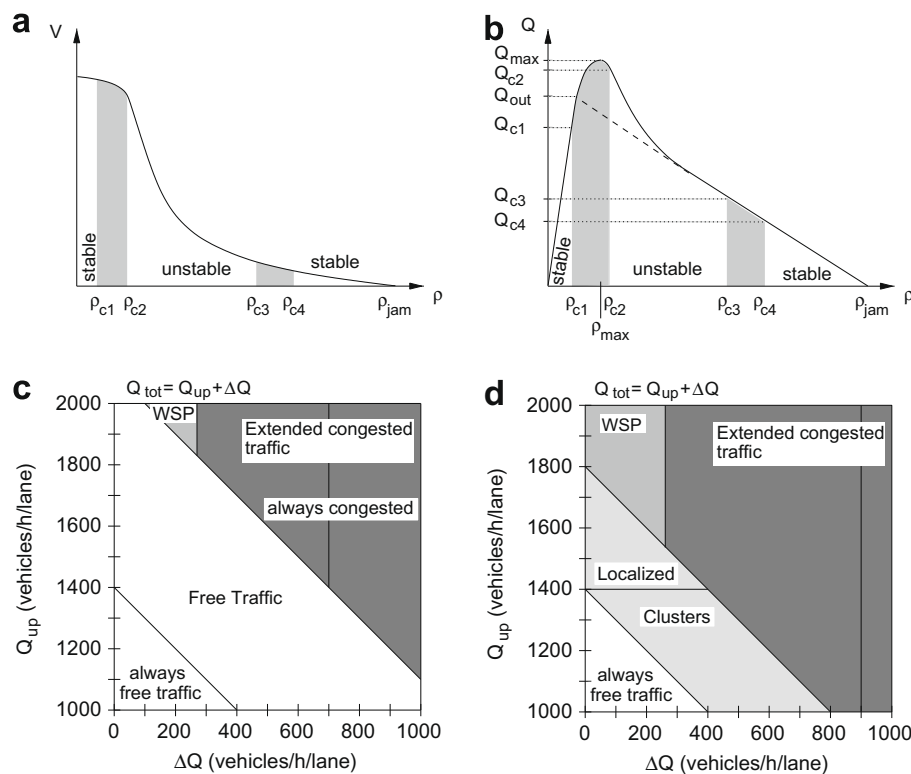 a
V
stable
unstable
stable
ρ
ρc1 ρc2 ρc3 ρc4 ρjam
b
Q
Qmax
Qc2
Qout
Qc1
Qc3
Qc4
stable
unstable
stable
ρ
ρc1 ρc2 ρc3 ρc4 ρjam
ρmax
c
Q tot = Qup + ΔQ
2000
1800
1600
1400
1200
1000
Qup (vehicles/h/lane)
WSP
Extended congested
traffic
always congested
Free Traffic
always
free traffic
0 200 400 600 800 1000
ΔQ (vehicles/h/lane)
d
Q tot = Qup + ΔQ
2000
1800
1600
1400
1200
1000
Qup (vehicles/h/lane)
WSP
Extended congested
traffic
Localized
Clusters
always
free traffic
0 200 400 600 800 1000
ΔQ (vehicles/h/lane)